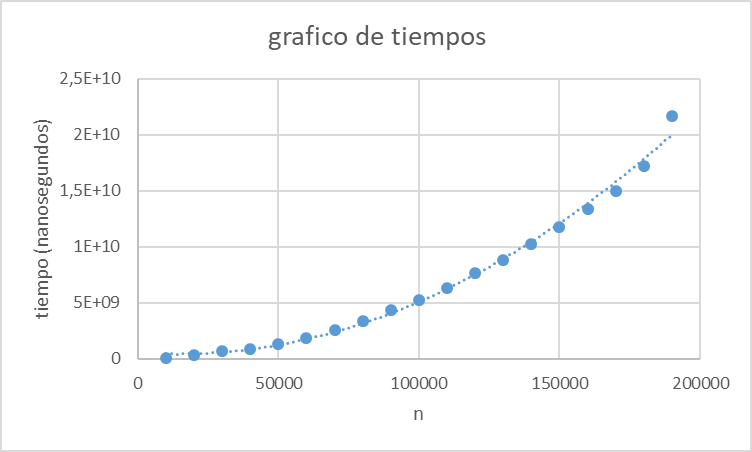 grafico de tiempos
2,5E+10
2E+10
1,5E+10
1E+10
5E+09
0
tiempo (nanosegundos)
0 50000 100000 150000 200000
n